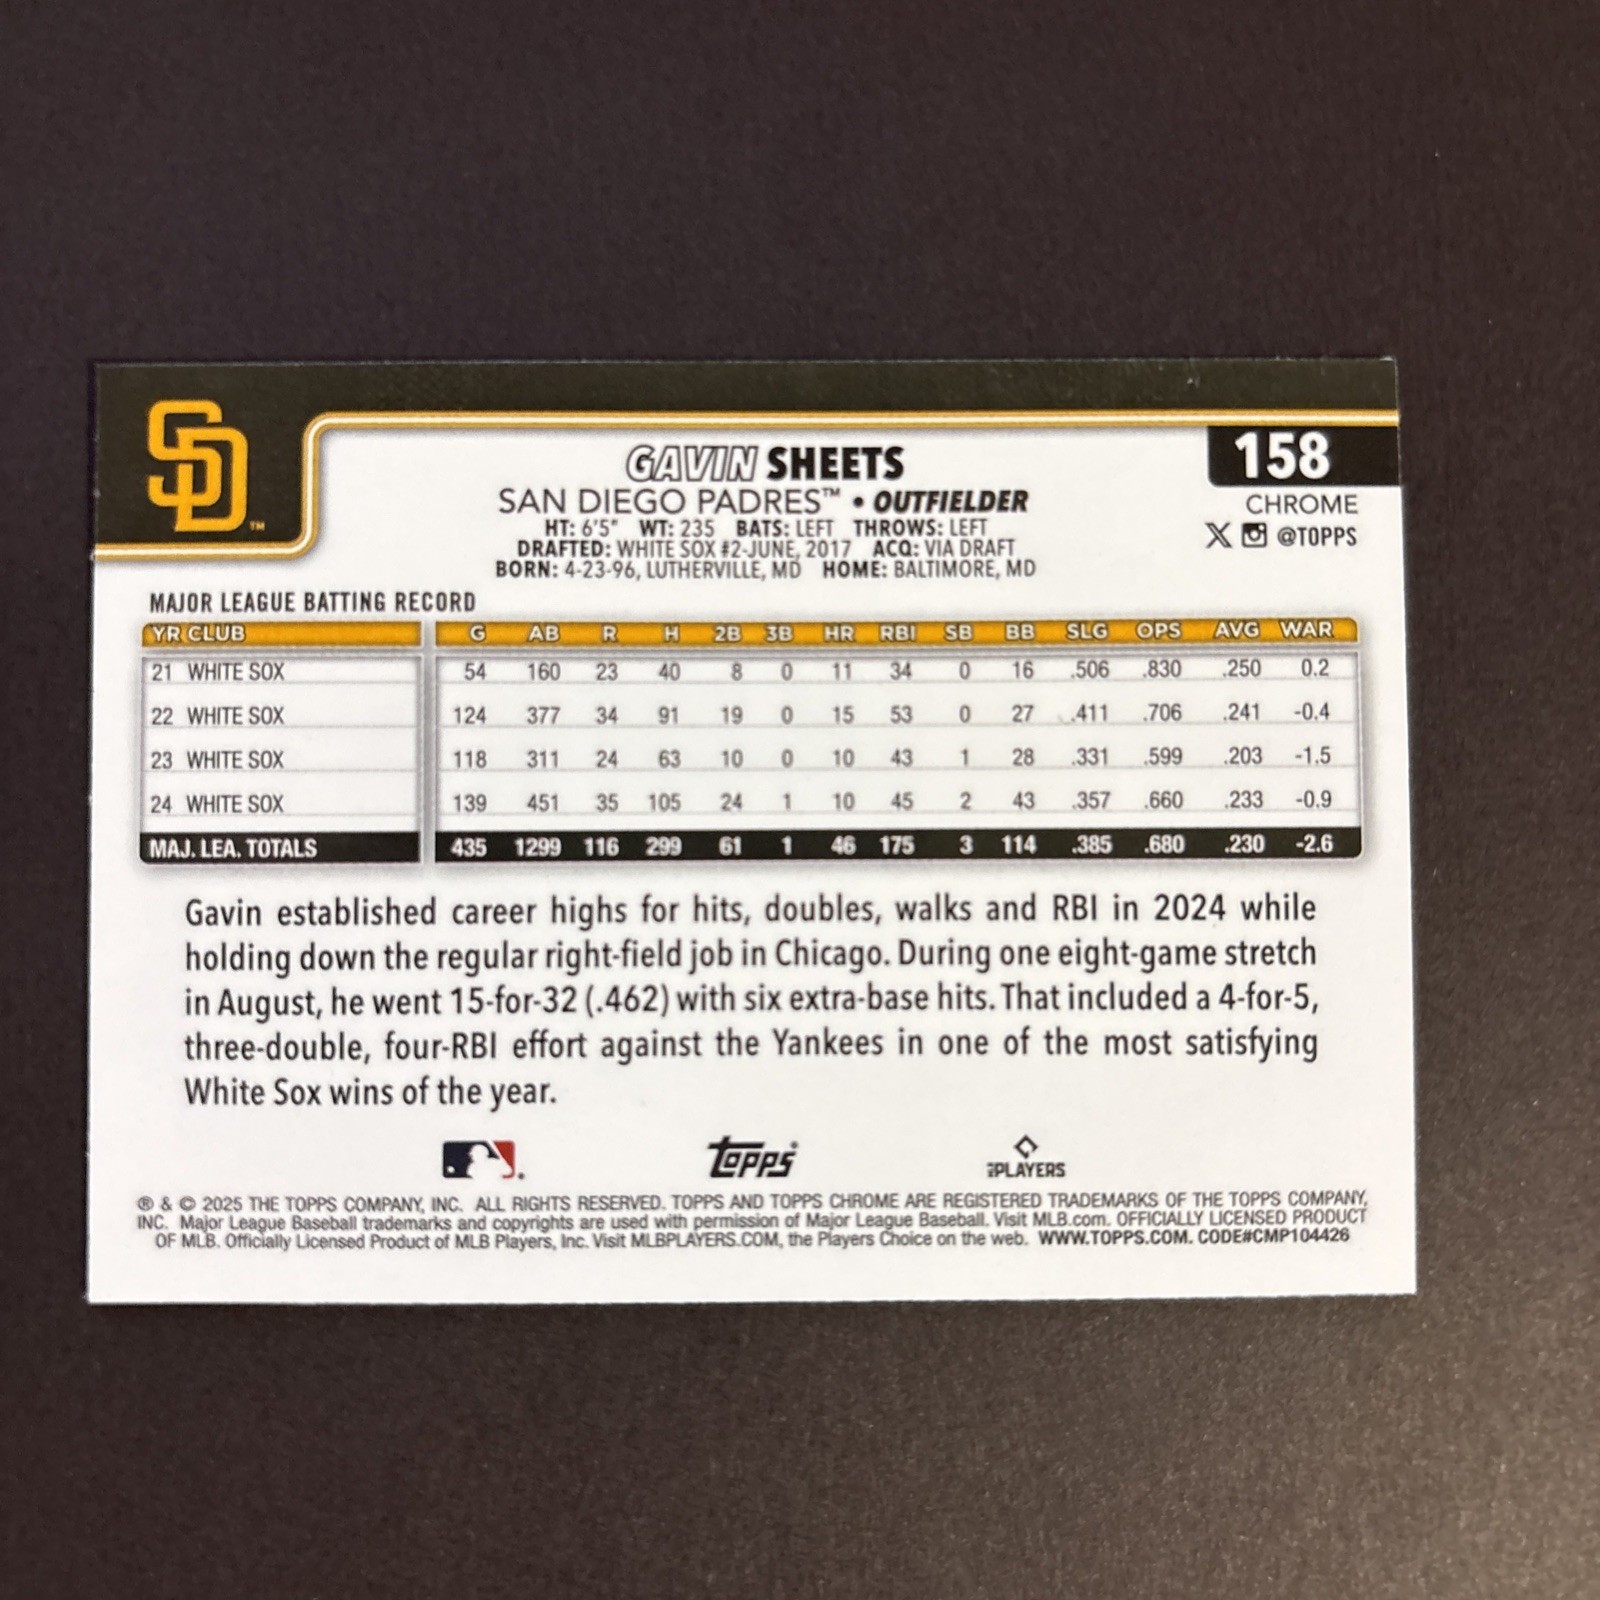 SD™
GAVIN SHEETS
158
SAN DIEGO PADRES™ • OUTFIELDER
CHROME
HT: 6'5" WT: 235 BATS: LEFT THROWS: LEFT
@TOPPS
DRAFTED: WHITE SOX #2-JUNE, 2017 ACQ: VIA DRAFT
BORN: 4-23-96, LUTHERVILLE, MD HOME: BALTIMORE, MD
MAJOR LEAGUE BATTING RECORD
YR CLUB G AB R H 2B 3B HR RBI SB BB SLG OPS AVG WAR
21 WHITE SOX 54 160 23 40 8 0 11 34 0 16 .506 .830 .250 0.2
22 WHITE SOX 124 377 34 91 19 0 15 53 0 27 .411 .706 .241 -0.4
23 WHITE SOX 118 311 24 63 10 0 10 43 1 28 .331 .599 .203 -1.5
24 WHITE SOX 139 451 35 105 24 1 10 45 2 43 .357 .660 .233 -0.9
MAJ. LEA. TOTALS 435 1299 116 299 61 1 46 175 3 114 .385 .680 .230 -2.6
Gavin established career highs for hits, doubles, walks and RBI in 2024 while
holding down the regular right-field job in Chicago. During one eight-game stretch
in August, he went 15-for-32 (.462) with six extra-base hits. That included a 4-for-5,
three-double, four-RBI effort against the Yankees in one of the most satisfying
White Sox wins of the year.
Topps®
PLAYERS
® & © 2025 THE TOPPS COMPANY, INC. ALL RIGHTS RESERVED. TOPPS AND TOPPS CHROME ARE REGISTERED TRADEMARKS OF THE TOPPS COMPANY,
INC. Major League Baseball trademarks and copyrights are used with permission of Major League Baseball. Visit MLB.com. OFFICIALLY LICENSED PRODUCT
OF MLB. Officially Licensed Product of MLB Players, Inc. Visit MLBPLAYERS.COM, the Players Choice on the web. WWW.TOPPS.COM. CODE#CMP104426